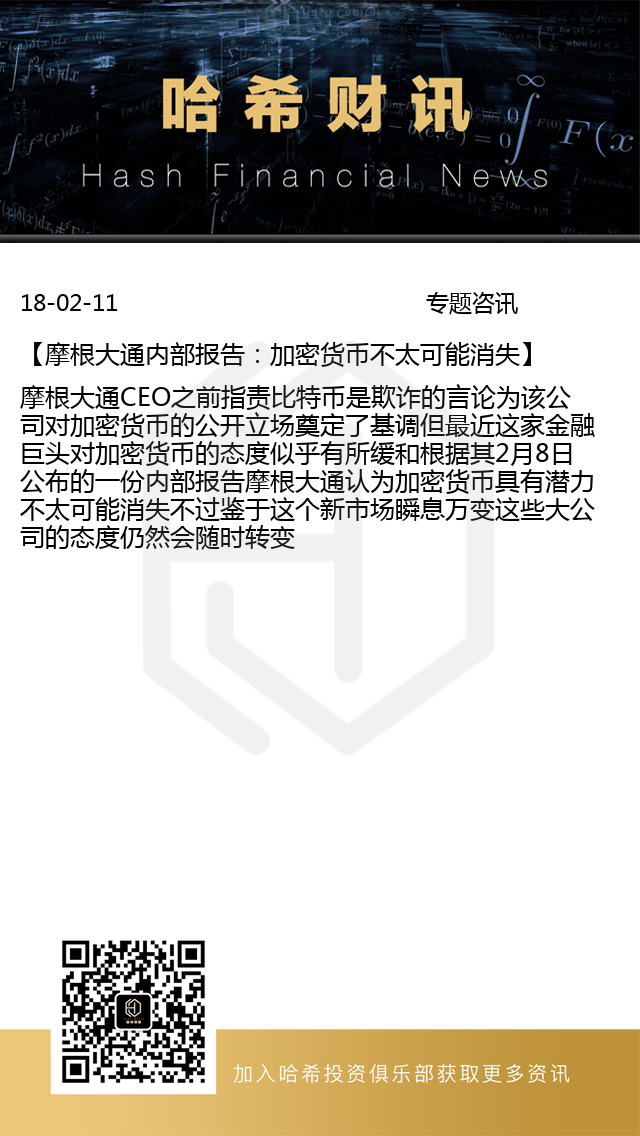 哈希财讯
Hash Financial News
18-02-11 专题咨讯
【摩根大通内部报告：加密货币不太可能消失】
摩根大通CEO之前指责比特币是欺诈的言论为该公
司对加密货币的公开立场奠定了基调但最近这家金融
巨头对加密货币的态度似乎有所缓和根据其2月8日
公布的一份内部报告摩根大通认为加密货币具有潜力
不太可能消失不过鉴于这个新市场瞬息万变这些大公
司的态度仍然会随时转变
加入哈希投资俱乐部获取更多资讯